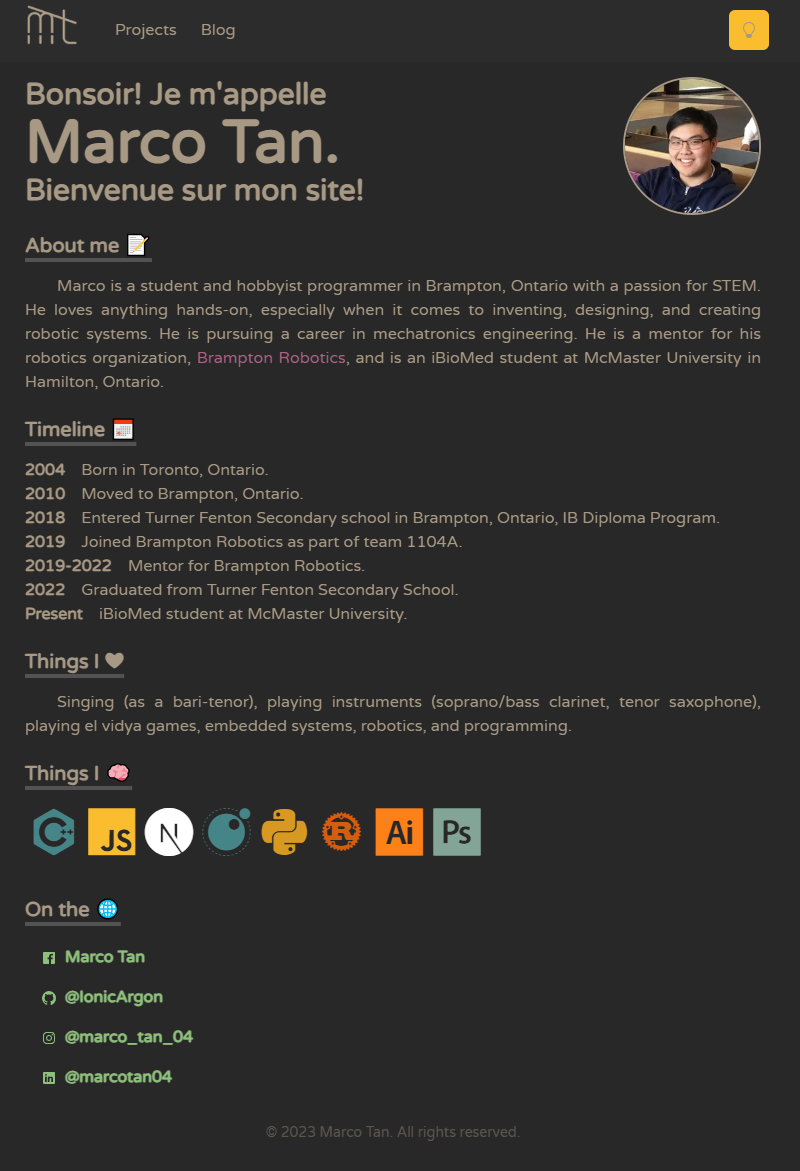 mt
Projects
Blog
Bonsoir! Je m'appelle
Marco Tan.
Bienvenue sur mon site!
About me 📝
Marco is a student and hobbyist programmer in Brampton, Ontario with a passion for STEM.
He loves anything hands-on, especially when it comes to inventing, designing, and creating
robotic systems. He is pursuing a career in mechatronics engineering. He is a mentor for his
robotics organization, Brampton Robotics, and is an iBioMed student at McMaster University in
Hamilton, Ontario.
Timeline 📅
2004 Born in Toronto, Ontario.
2010 Moved to Brampton, Ontario.
2018 Entered Turner Fenton Secondary school in Brampton, Ontario, IB Diploma Program.
2019 Joined Brampton Robotics as part of team 1104A.
2019-2022 Mentor for Brampton Robotics.
2022 Graduated from Turner Fenton Secondary School.
Present iBioMed student at McMaster University.
Things I ♥
Singing (as a bari-tenor), playing instruments (soprano/bass clarinet, tenor saxophone),
playing el vidya games, embedded systems, robotics, and programming.
Things I 🧠
C++ JS N R Ai Ps
On the 🌐
Marco Tan
@IonicArgon
@marco_tan_04
@marcotan04
© 2023 Marco Tan. All rights reserved.